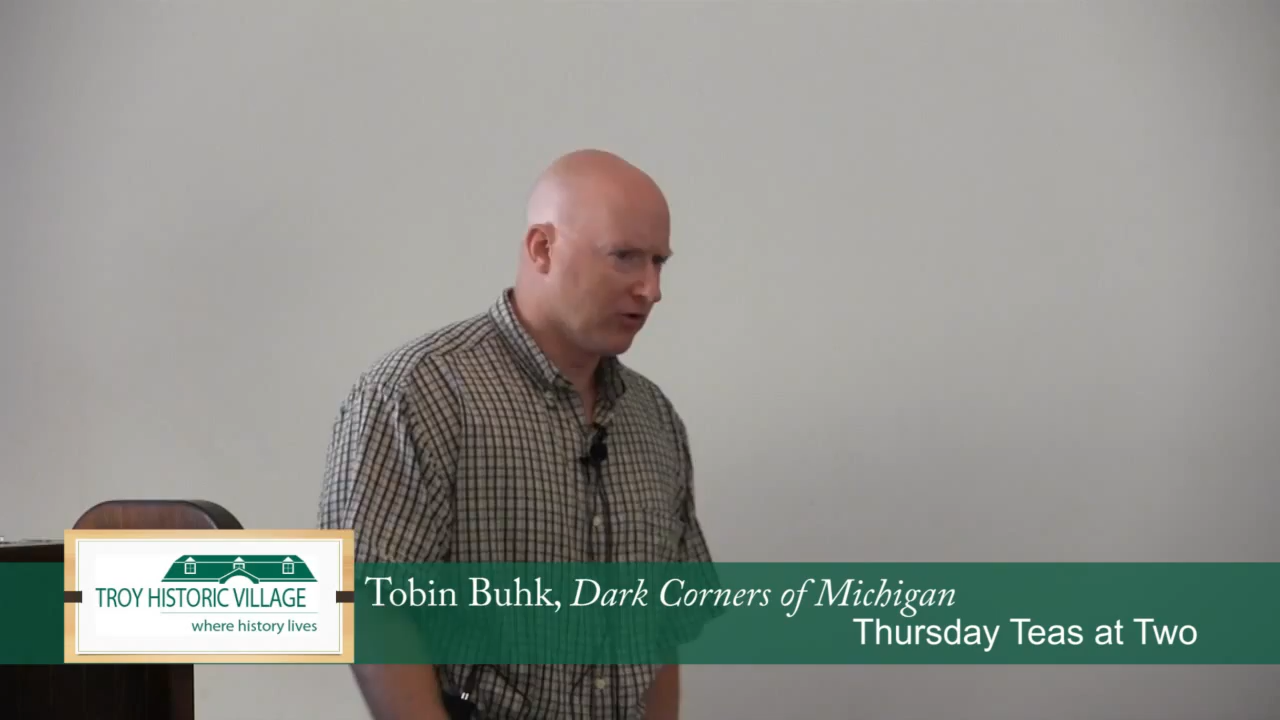 TROY HISTORIC VILLAGE
where history lives
Tobin Buhk, Dark Corners of Michigan
Thursday Teas at Two